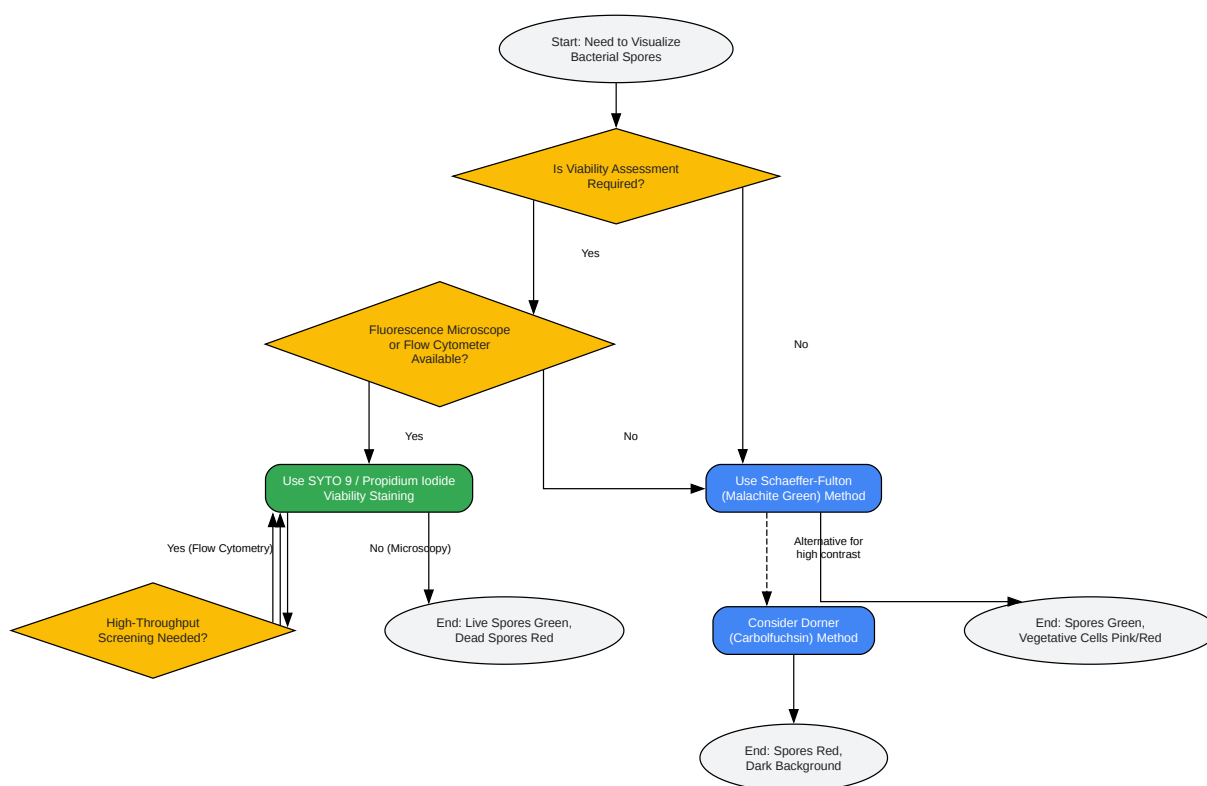 Start: Need to Visualize
Bacterial Spores
Is Viability Assessment
Required?
Yes
Fluorescence Microscope
or Flow Cytometer
Available?
No
Yes
No
Use SYTO 9 / Propidium Iodide
Viability Staining
Use Schaeffer-Fulton
(Malachite Green) Method
Yes (Flow Cytometry)
No (Microscopy)
Alternative for
high contrast
High-Throughput
Screening Needed?
End: Live Spores Green,
Dead Spores Red
Consider Dorner
(Carbolfuchsin) Method
End: Spores Green,
Vegetative Cells Pink/Red
End: Spores Red,
Dark Background